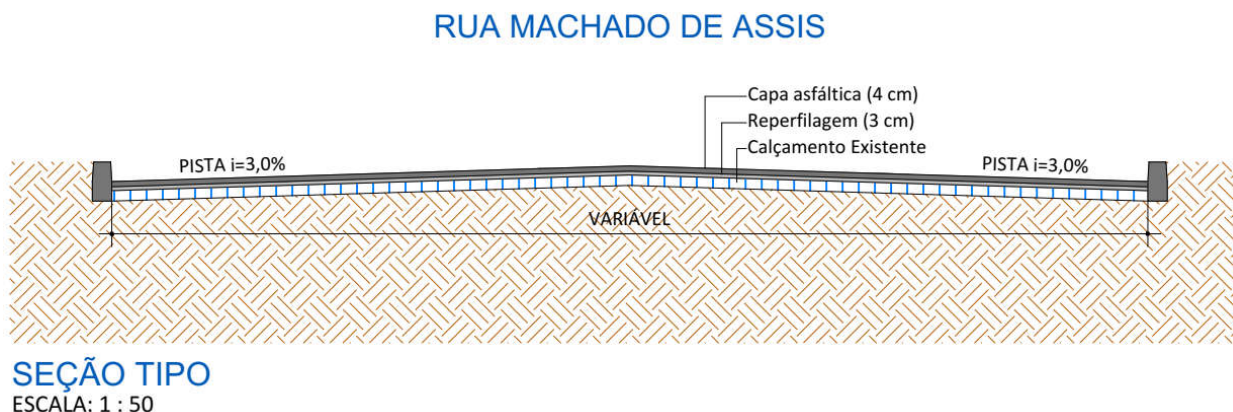 RUA MACHADO DE ASSIS
Capa asfáltica (4 cm)
Reperfilagem (3 cm)
Calçamento Existente
PISTA i=3,0%
PISTA i=3,0%
VARIÁVEL
SEÇÃO TIPO
ESCALA: 1 : 50